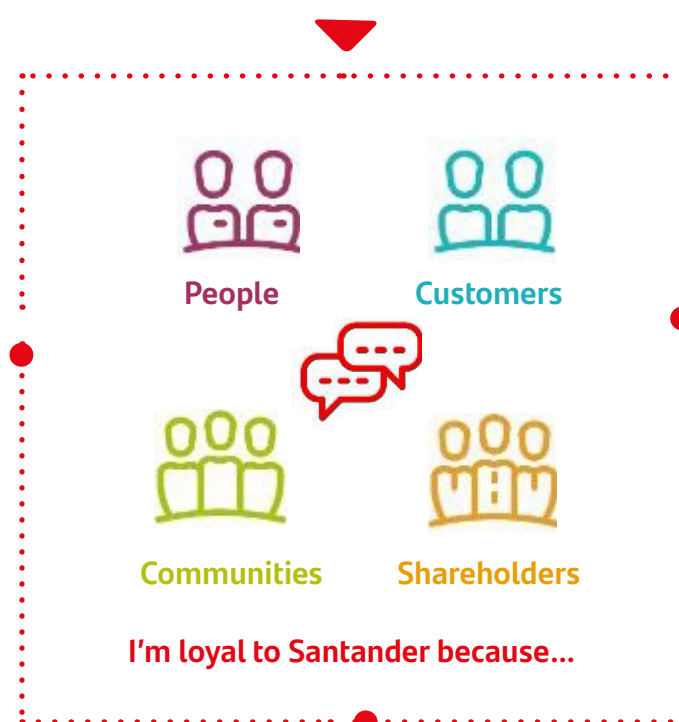 People
Customers
Communities
Shareholders
I'm loyal to Santander because...